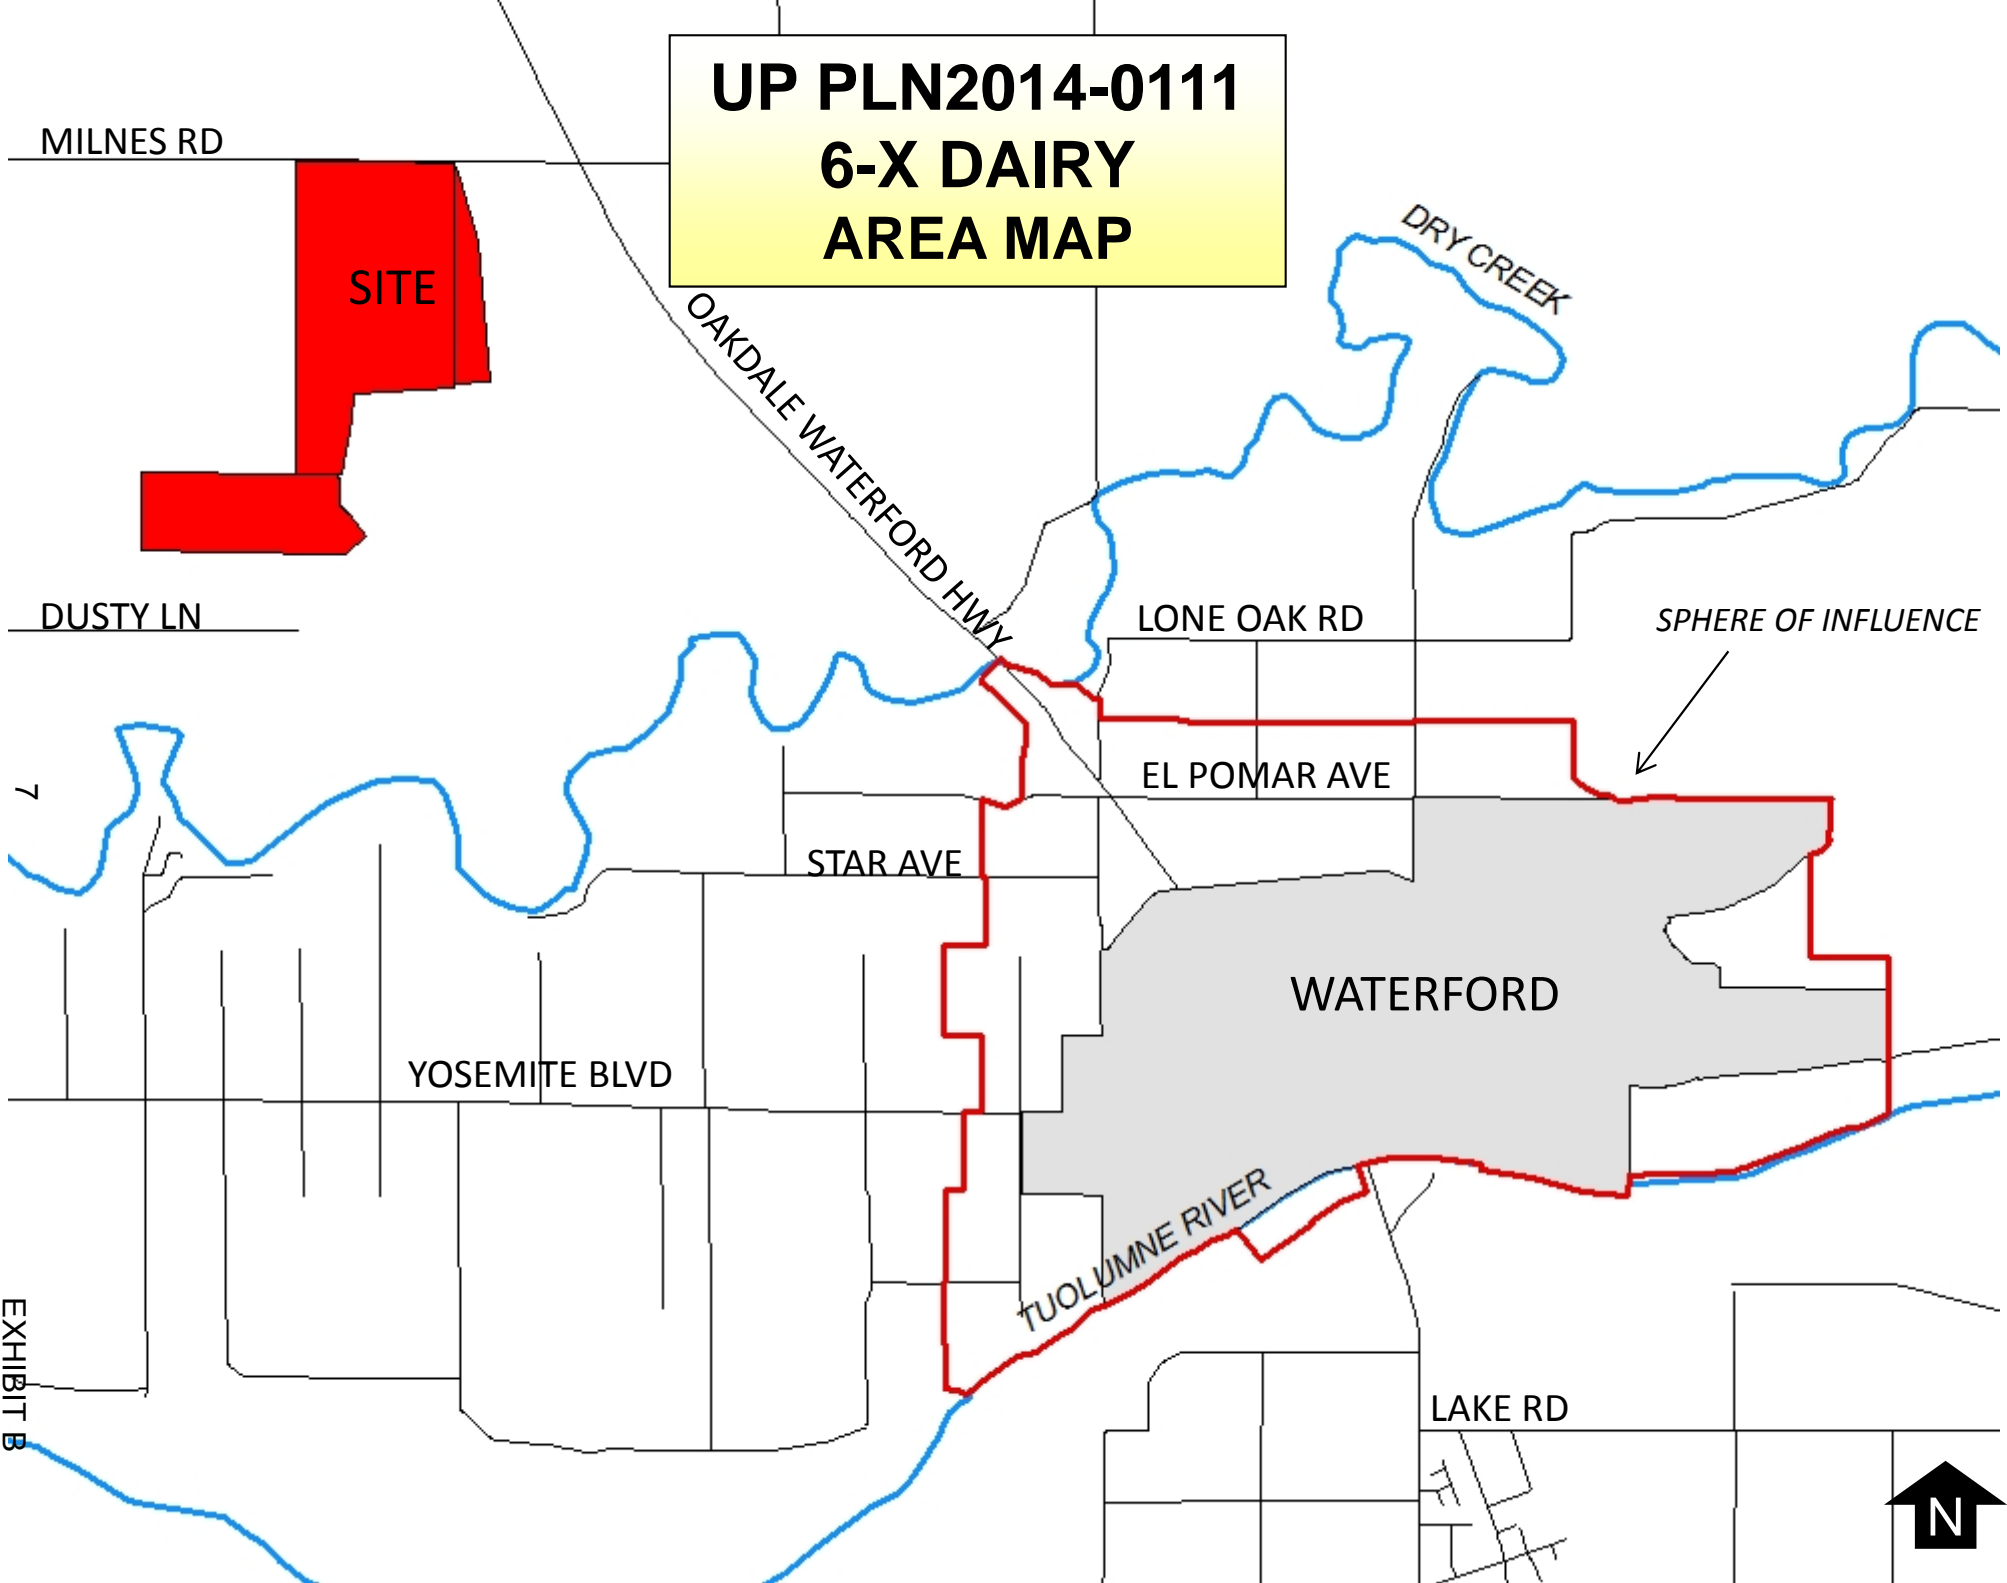 UP PLN2014-0111
6-X DAIRY
AREA MAP
MILNES RD
SITE
DRY CREEK
OAKDALE WATERFORD HWY
DUSTY LN
LONE OAK RD
SPHERE OF INFLUENCE
EL POMAR AVE
7
STAR AVE
WATERFORD
YOSEMITE BLVD
TUOLUMNE RIVER
EXHIBIT B
LAKE RD
N